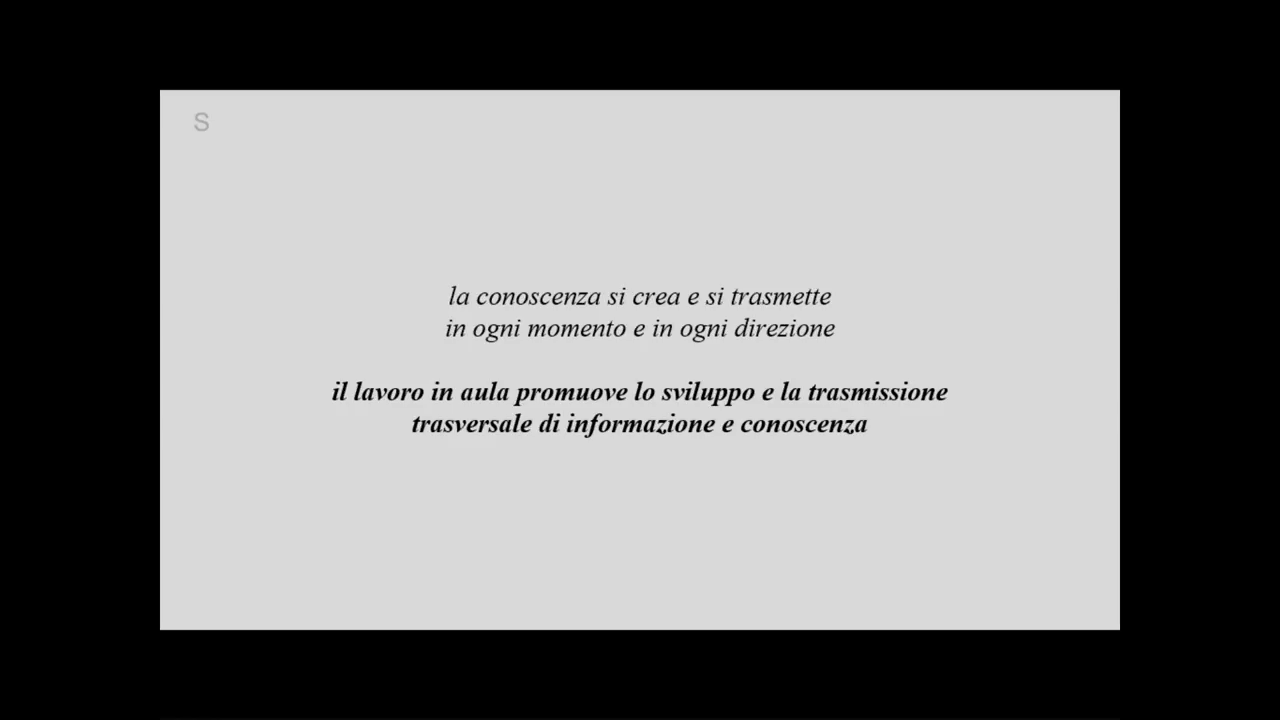 S
la conoscenza si crea e si trasmette
in ogni momento e in ogni direzione
il lavoro in aula promuove lo sviluppo e la trasmissione
trasversale di informazione e conoscenza